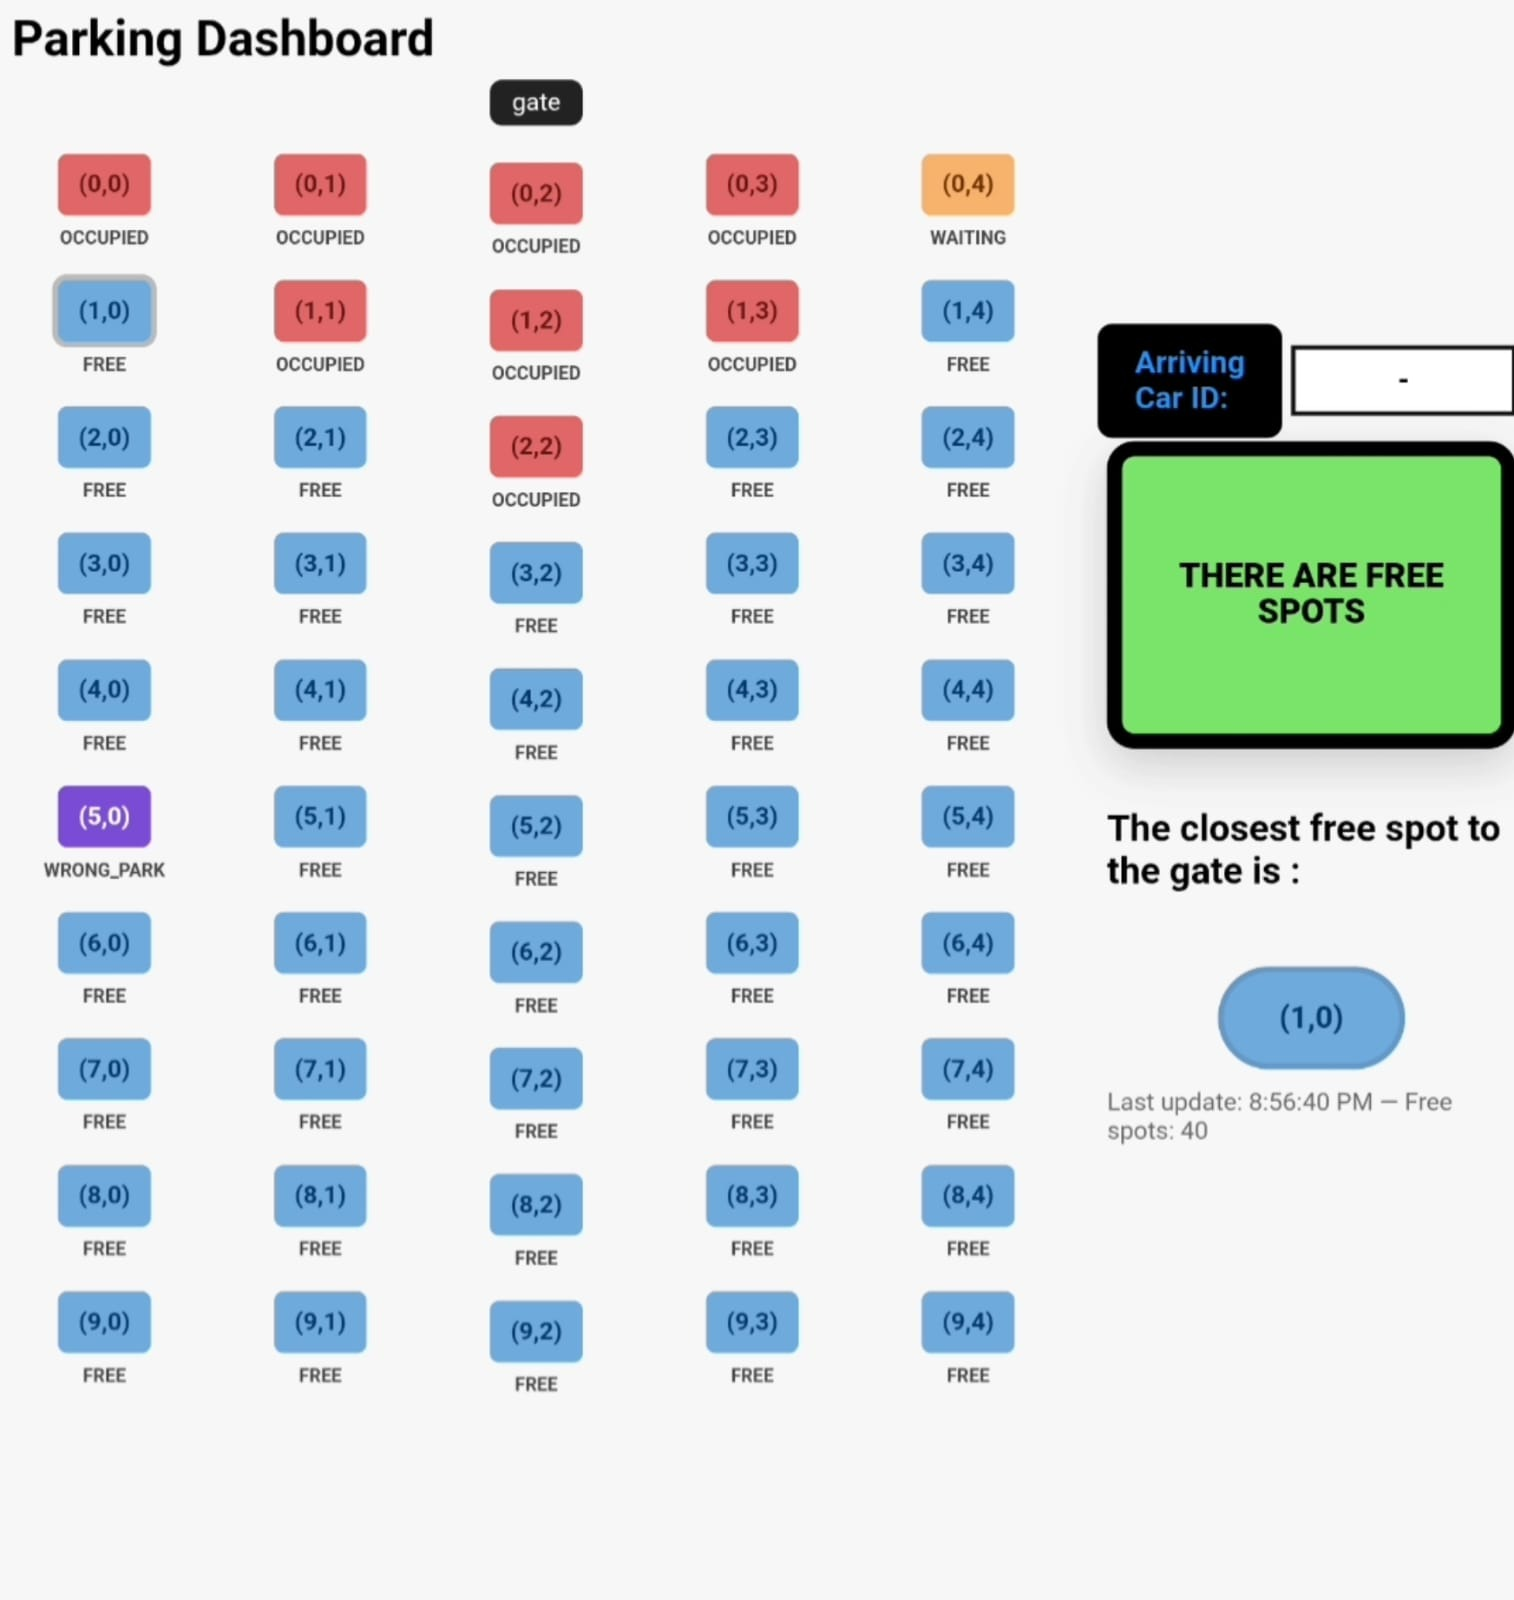 Parking Dashboard
gate
(0,0) (0,1) (0,2) (0,3) (0,4)
OCCUPIED OCCUPIED OCCUPIED OCCUPIED WAITING
(1,0) (1,1) (1,2) (1,3) (1,4)
FREE OCCUPIED OCCUPIED OCCUPIED FREE
(2,0) (2,1) (2,2) (2,3) (2,4)
FREE FREE OCCUPIED FREE FREE
(3,0) (3,1) (3,2) (3,3) (3,4)
FREE FREE FREE FREE FREE
(4,0) (4,1) (4,2) (4,3) (4,4)
FREE FREE FREE FREE FREE
(5,0) (5,1) (5,2) (5,3) (5,4)
WRONG_PARK FREE FREE FREE FREE
(6,0) (6,1) (6,2) (6,3) (6,4)
FREE FREE FREE FREE FREE
(7,0) (7,1) (7,2) (7,3) (7,4)
FREE FREE FREE FREE FREE
(8,0) (8,1) (8,2) (8,3) (8,4)
FREE FREE FREE FREE FREE
(9,0) (9,1) (9,2) (9,3) (9,4)
FREE FREE FREE FREE FREE
Arriving
Car ID:
-
THERE ARE FREE
SPOTS
The closest free spot to
the gate is :
(1,0)
Last update: 8:56:40 PM — Free
spots: 40